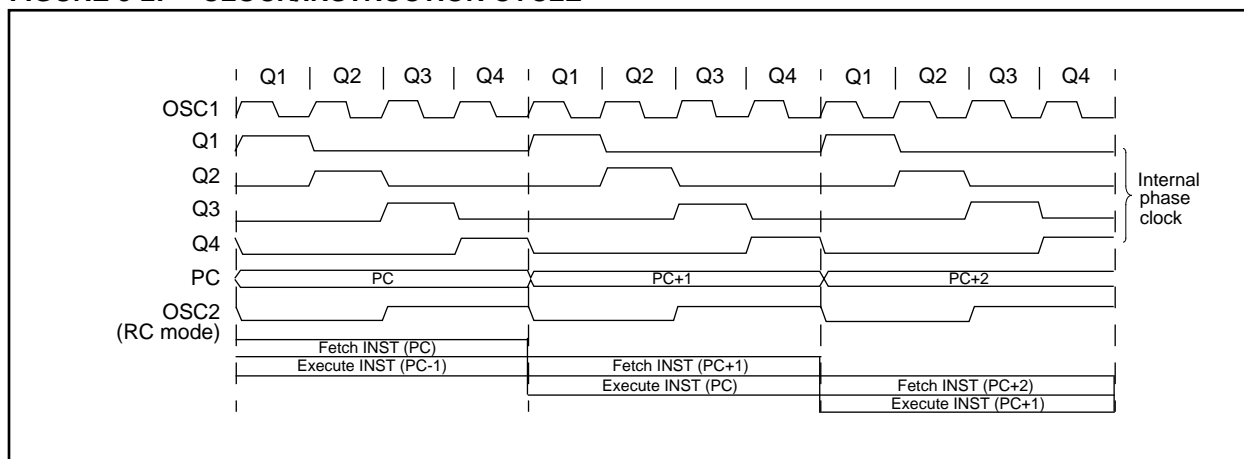 Q1 | Q2 | Q3 | Q4 | Q1 | Q2 | Q3 | Q4 | Q1 | Q2 | Q3 | Q4
OSC1
Q1
Q2
Q3
Q4
Internal
phase
clock
PC
PC
PC+1
PC+2
OSC2
(RC mode)
Fetch INST (PC)
Execute INST (PC-1)
Fetch INST (PC+1)
Execute INST (PC)
Fetch INST (PC+2)
Execute INST (PC+1)